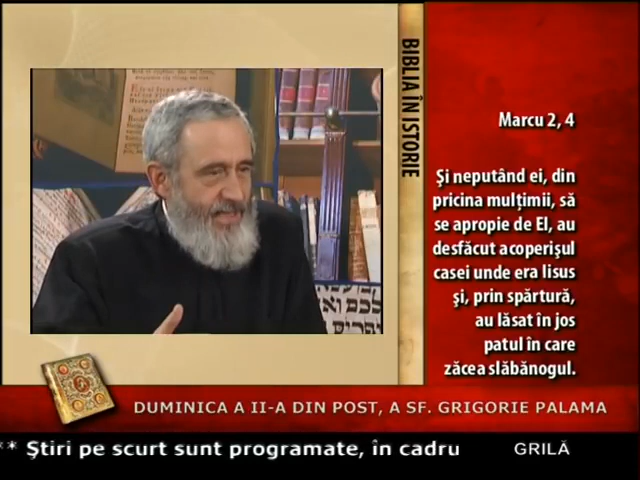 BIBLIA ÎN ISTORIE
Marcu 2, 4
Şi neputând ei, din
pricina mulţimii, să
se apropie de El, au
desfăcut acoperişul
casei unde era Iisus
şi, prin spărtură,
au lăsat în jos
patul în care
zăcea slăbănogul.
DUMINICA A II-A DIN POST, A SF. GRIGORIE PALAMA
** Ştiri pe scurt sunt programate, în cadru
GRILĂ